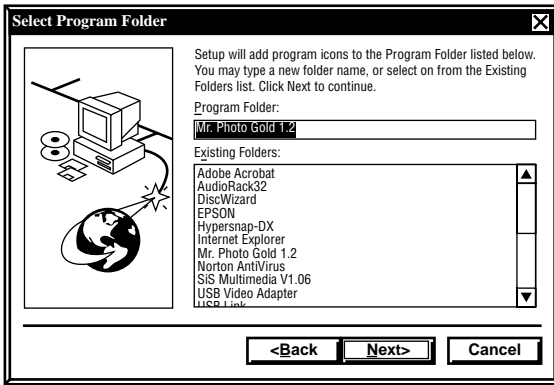 Select Program Folder
Setup will add program icons to the Program Folder listed below.
You may type a new folder name, or select on from the Existing
Folders list. Click Next to continue.
Program Folder:
Mr. Photo Gold 1.2
Existing Folders:
Adobe Acrobat
AudioRack32
DiscWizard
EPSON
Hypersnap-DX
Internet Explorer
Mr. Photo Gold 1.2
Norton AntiVirus
SiS Multimedia V1.06
USB Video Adapter
USB Link
<Back
Next>
Cancel